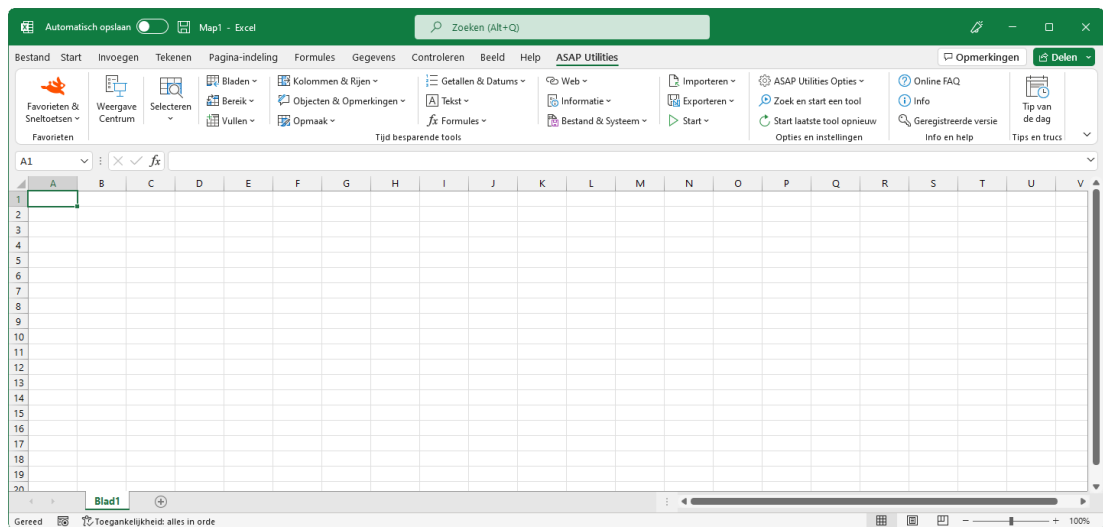 Automatisch opslaan Map1 - Excel Zoeken (Alt+Q)
Bestand Start Invoegen Tekenen Pagina-indeling Formules Gegevens Controleren Beeld Help ASAP Utilities Opmerkingen Delen
Favorieten &
Sneltoetsen
Favorieten
Weergave
Centrum
Selecteren
Bladen
Bereik
Vullen
Kolommen & Rijen
Objecten & Opmerkingen
Opmaak
Getallen & Datums
Tekst
fx Formules
Web
Informatie
Bestand & Systeem
Tijd besparende tools
Importeren
Exporteren
Start
ASAP Utilities Opties
Zoek en start een tool
Start laatste tool opnieuw
Opties en instellingen
Online FAQ
Info
Geregistreerde versie
Info en help
Tip van
de dag
Tips en trucs
A1 fx
A B C D E F G H I J K L M N O P Q R S T U V
1
2
3
4
5
6
7
8
9
10
11
12
13
14
15
16
17
18
19
20
Blad1
Gereed Toegankelijkheid: alles in orde 100%